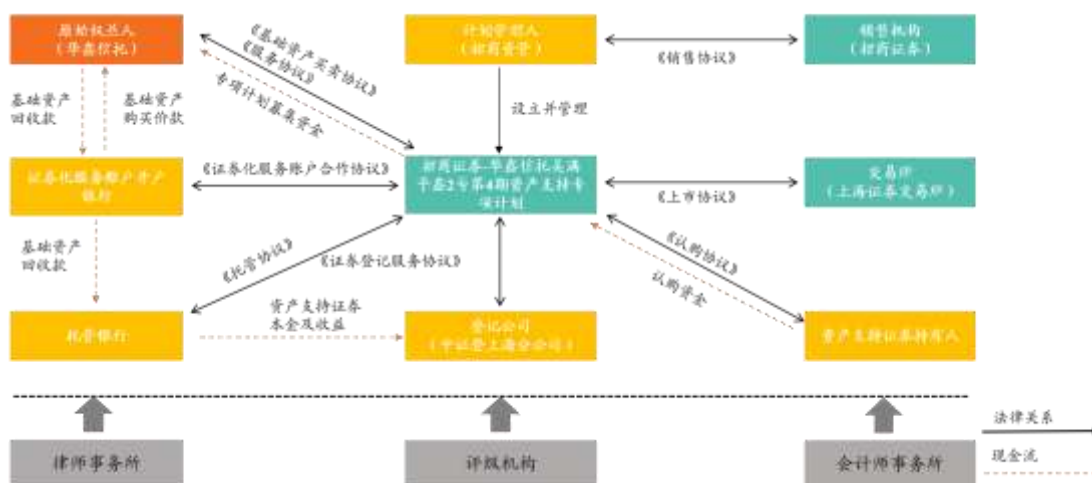 原始权益人
（华鑫信托）
计划管理人
（招商资管）
销售机构
（招商证券）
《基础资产买卖协议》
《服务协议》
专项计划募集资金
《销售协议》
基础资产
回收款
基础资产
购买价款
设立并管理
证券化服务账户开户
银行
《证券化服务账户合作协议》
招商证券-华鑫信托美满
千鑫2号第4期资产支持专
项计划
《上市协议》
交易所
（上海证券交易所）
基础资产
回收款
《托管协议》
《证券登记服务协议》
《认购协议》
认购资金
托管银行
资产支持证券
本金及收益
登记公司
（中证登上海分公司）
资产支持证券持有人
法律关系
现金流
律师事务所
评级机构
会计师事务所